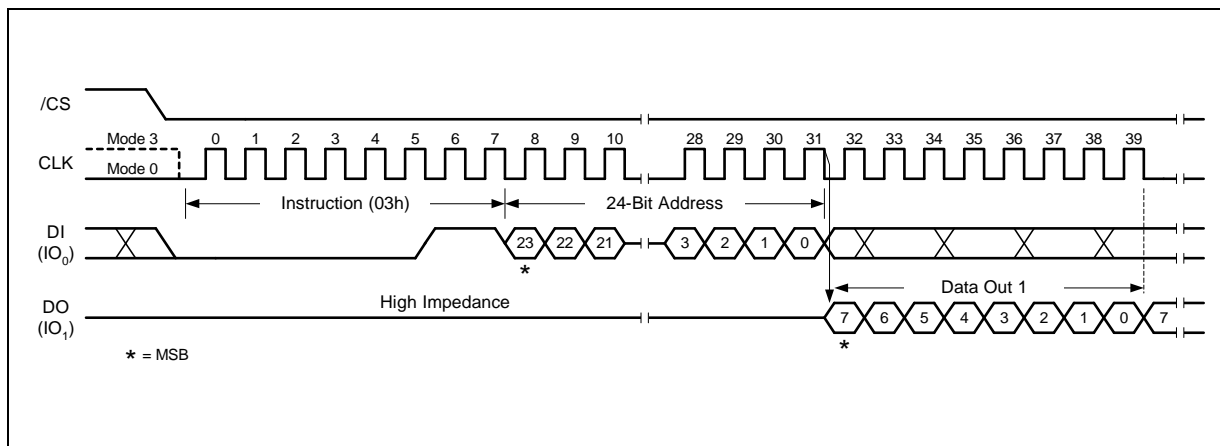 /CS
Mode 3
0 1 2 3 4 5 6 7 8 9 10 28 29 30 31 32 33 34 35 36 37 38 39
CLK
Mode 0
Instruction (03h) 24-Bit Address
DI
(IO0)
23 22 21 3 2 1 0
*
Data Out 1
High Impedance
DO
(IO1)
7 6 5 4 3 2 1 0 7
*
* = MSB